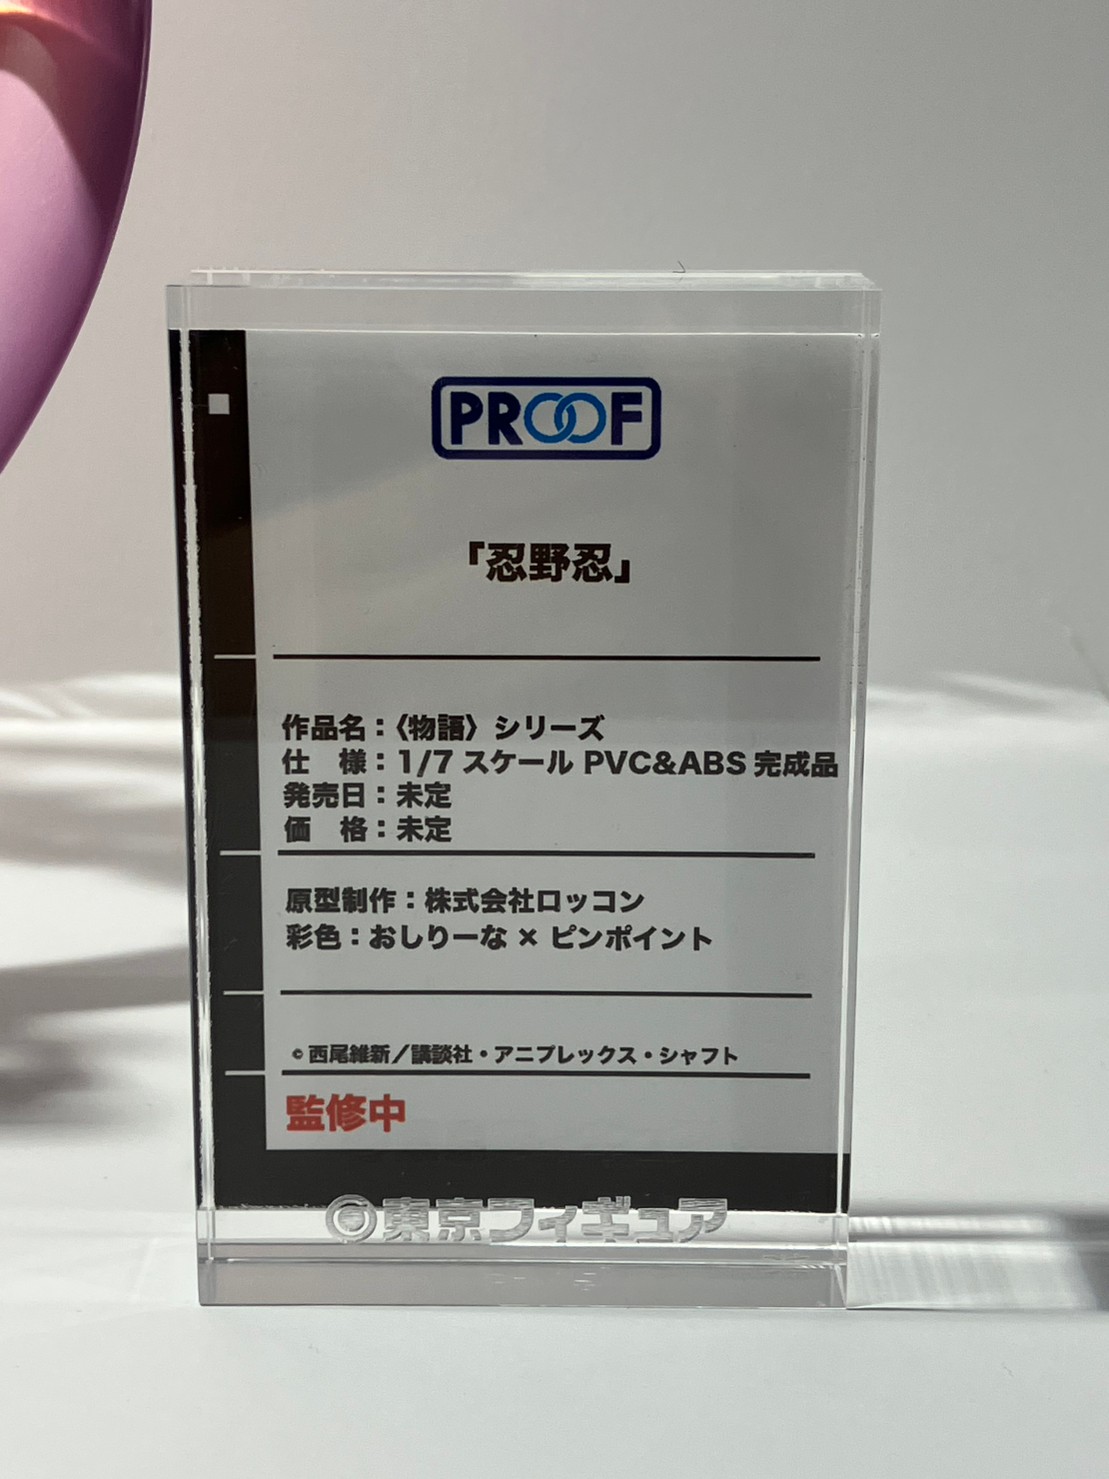 PROOF
「忍野忍」
作品名：〈物語〉シリーズ
仕　様：1/7 スケール PVC&ABS 完成品
発売日：未定
価　格：未定
原型制作：株式会社ロッコン
彩色：おしりーな × ピンポイント
© 西尾維新／講談社・アニプレックス・シャフト
監修中
◎東京フィギュア